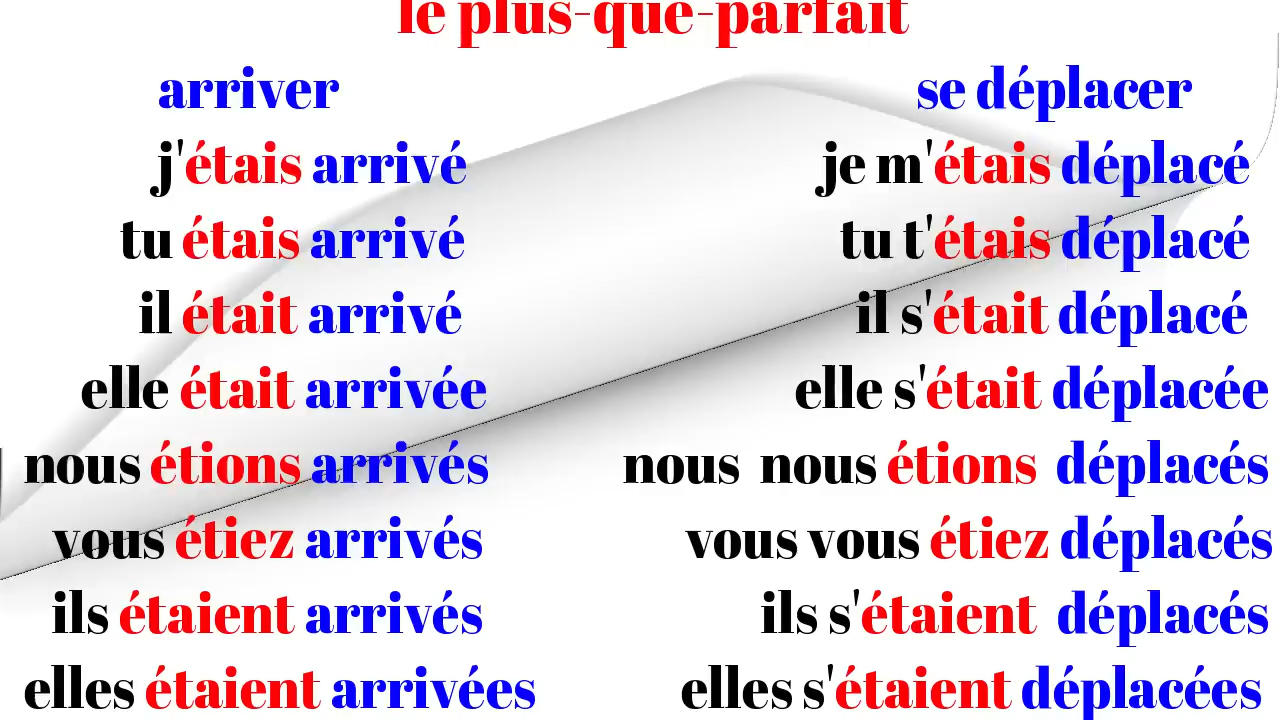 le plus-que-parfait
arriver se déplacer
j'étais arrivé je m'étais déplacé
tu étais arrivé tu t'étais déplacé
il était arrivé il s'était déplacé
elle était arrivée elle s'était déplacée
nous étions arrivés nous nous étions déplacés
vous étiez arrivés vous vous étiez déplacés
ils étaient arrivés ils s'étaient déplacés
elles étaient arrivées elles s'étaient déplacées